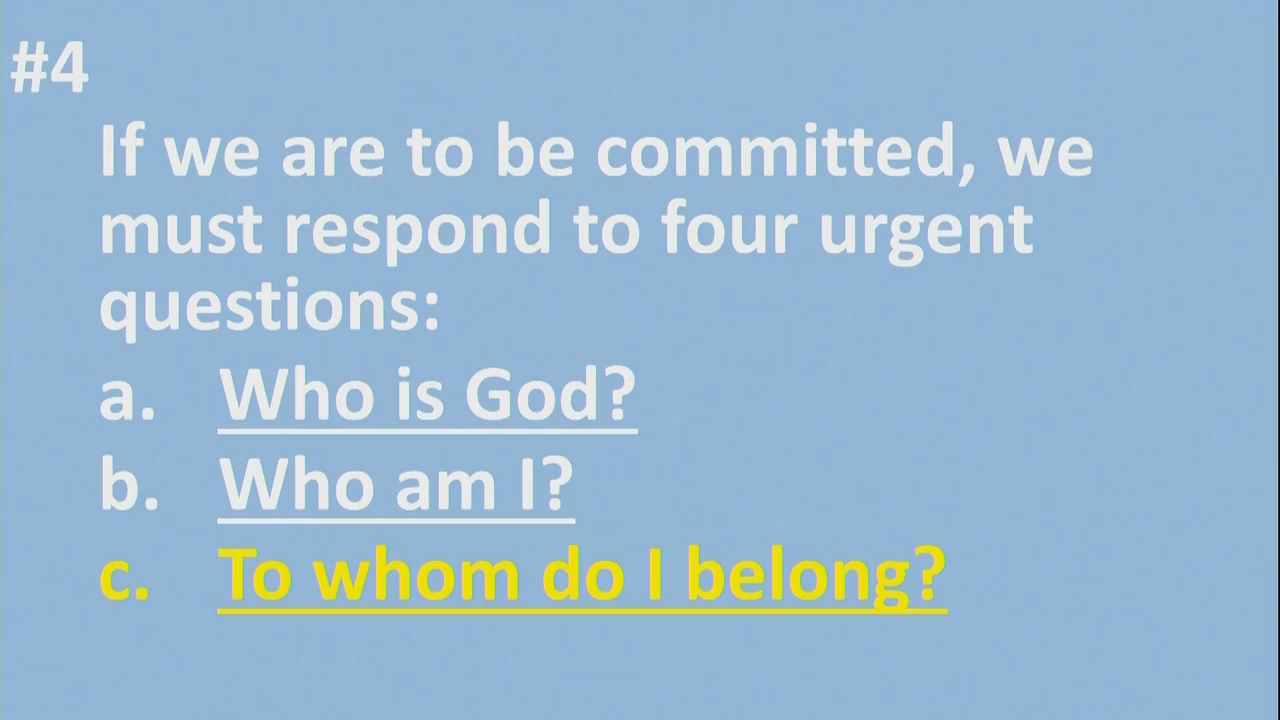 #4
If we are to be committed, we
must respond to four urgent
questions:
a. Who is God?
b. Who am I?
c. To whom do I belong?